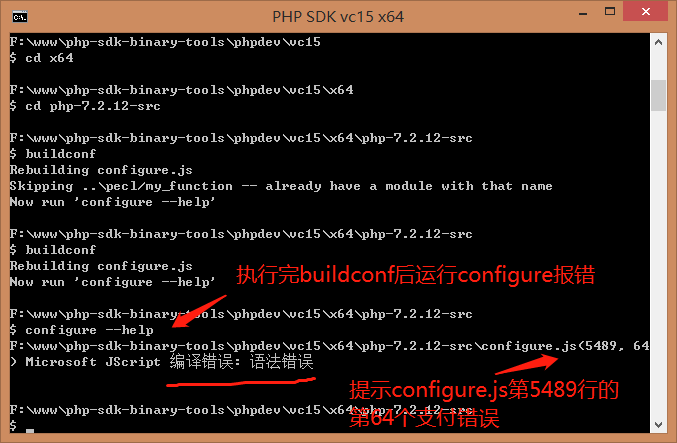 PHP SDK vc15 x64
F:\www\php-sdk-binary-tools\phpdev\vc15
$ cd x64
F:\www\php-sdk-binary-tools\phpdev\vc15\x64
$ cd php-7.2.12-src
F:\www\php-sdk-binary-tools\phpdev\vc15\x64\php-7.2.12-src
$ buildconf
Rebuilding configure.js
Skipping ..\pecl/my_function -- already have a module with that name
Now run 'configure --help'
F:\www\php-sdk-binary-tools\phpdev\vc15\x64\php-7.2.12-src
$ buildconf
Rebuilding configure.js
Now run 'configure --help'
执行完buildconf后运行configure报错
F:\www\php-sdk-binary-tools\phpdev\vc15\x64\php-7.2.12-src
$ configure --help
F:\www\php-sdk-binary-tools\phpdev\vc15\x64\php-7.2.12-src\configure.js(5489, 64
) Microsoft JScript 编译错误: 语法错误
提示configure.js第5489行的
第64个支付错误
F:\www\php-sdk-binary-tools\phpdev\vc15\x64\php-7.2.12-src
$